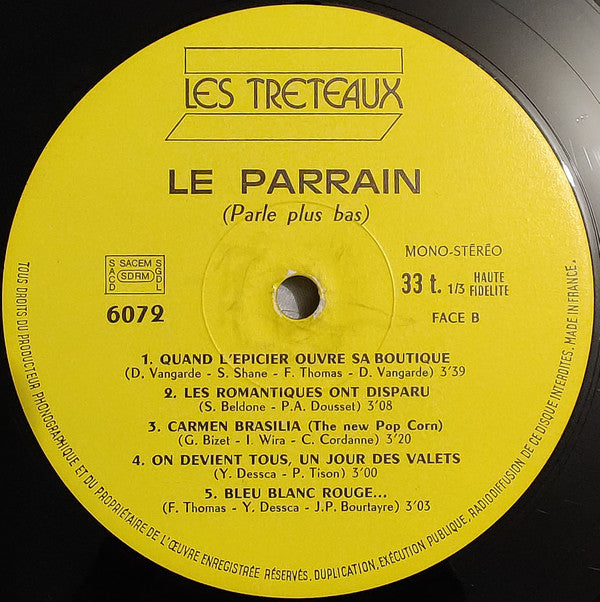 LES TRETEAUX
LE PARRAIN
(Parle plus bas)
MONO-STÉRÉO
SACD SACEM SDRM SGDL
33 t. 1/3 HAUTE FIDELITE
6072
FACE B
1. QUAND L'EPICIER OUVRE SA BOUTIQUE
(D. Vangarde - S. Shane - F. Thomas - D. Vangarde) 3'39
2. LES ROMANTIQUES ONT DISPARU
(S. Beldone - P.A. Dousset) 3'08
3. CARMEN BRASILIA (The new Pop Corn)
(G. Bizet - I. Wira - C. Cordanne) 3'20
4. ON DEVIENT TOUS, UN JOUR DES VALETS
(Y. Dessca - P. Tison) 3'00
5. BLEU BLANC ROUGE...
(F. Thomas - Y. Dessca - J.P. Bourtayre) 3'03
TOUS DROITS DU PRODUCTEUR PHONOGRAPHIQUE ET DU PROPRIÉTAIRE DE L'ŒUVRE ENREGISTRÉE RÉSERVÉS, DUPLICATION, EXÉCUTION PUBLIQUE, RADIODIFFUSION DE CE DISQUE INTERDITES. MADE IN FRANCE.